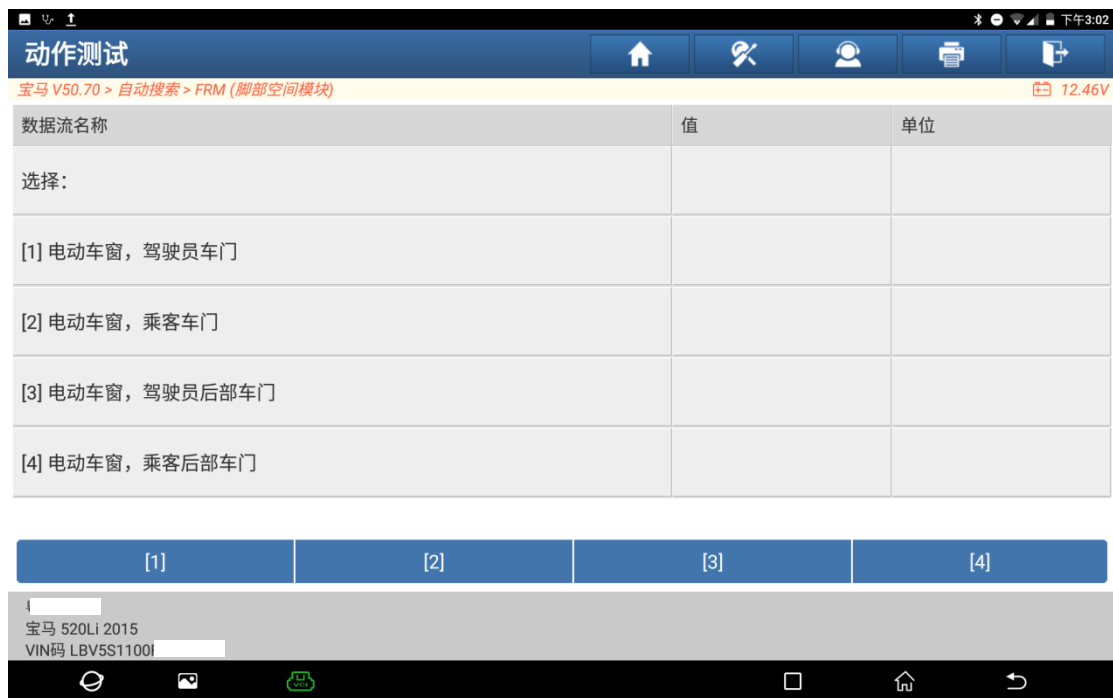 下午3:02
动作测试
宝马 V50.70 > 自动搜索 > FRM (脚部空间模块) 12.46V
数据流名称 值 单位
选择：
[1] 电动车窗，驾驶员车门
[2] 电动车窗，乘客车门
[3] 电动车窗，驾驶员后部车门
[4] 电动车窗，乘客后部车门
[1] [2] [3] [4]
宝马 520Li 2015
VIN码 LBV5S1100
VCI